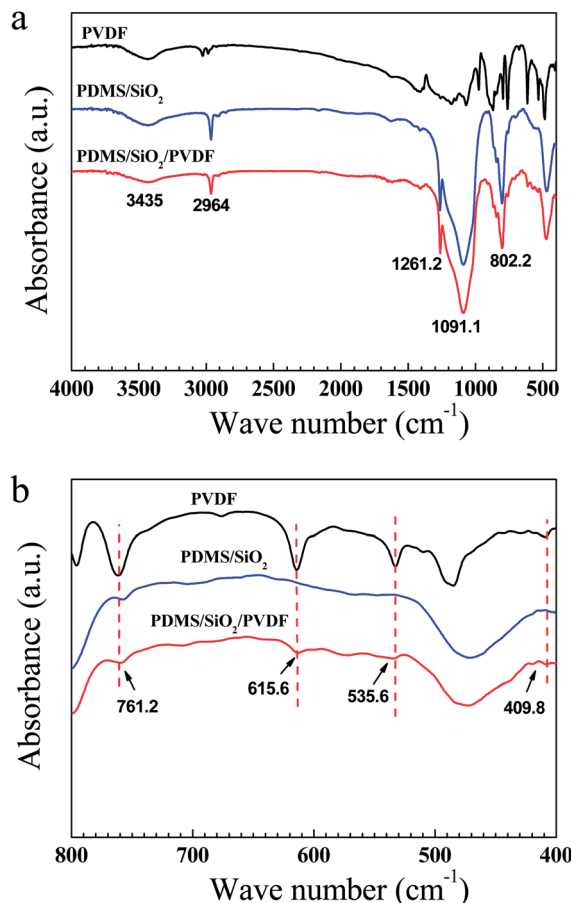 a
PVDF
PDMS/SiO₂
PDMS/SiO₂/PVDF
3435
2964
1261.2
802.2
1091.1
Absorbance (a.u.)
4000 3500 3000 2500 2000 1500 1000 500
Wave number (cm⁻¹)
b
PVDF
PDMS/SiO₂
PDMS/SiO₂/PVDF
761.2
615.6
535.6
409.8
Absorbance (a.u.)
800 700 600 500 400
Wave number (cm⁻¹)